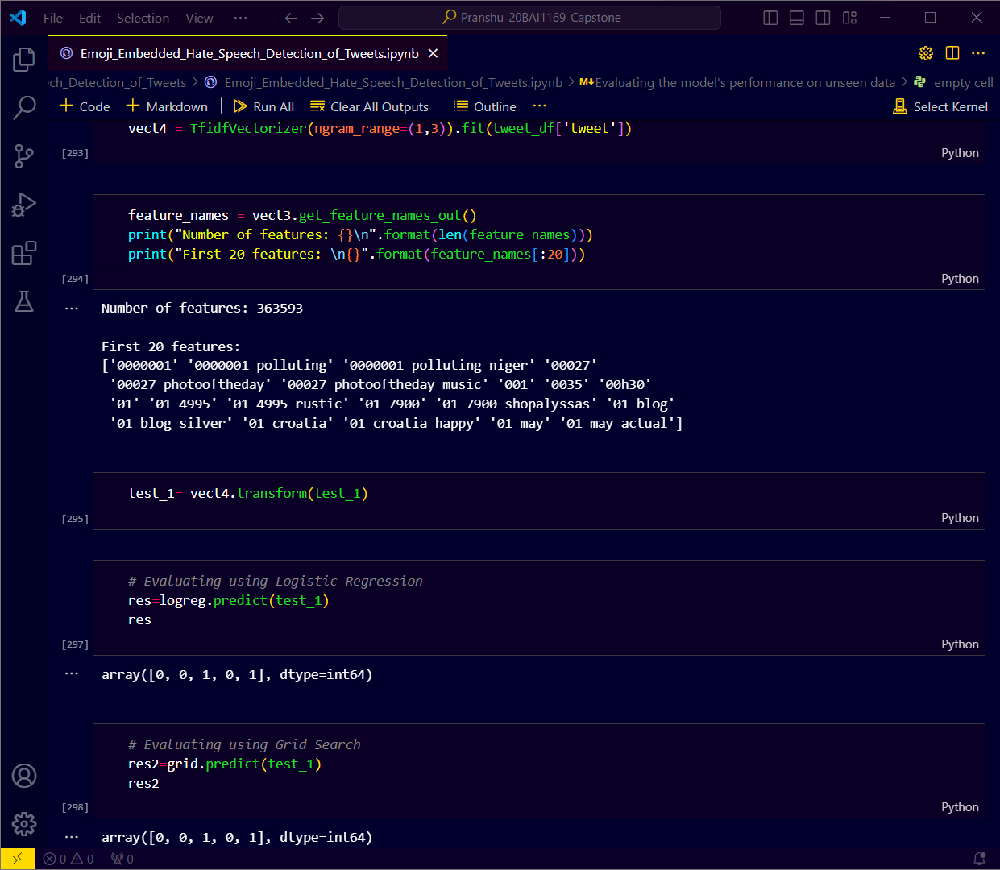 File Edit Selection View ··· Pranshu_20BAI1169_Capstone
Emoji_Embedded_Hate_Speech_Detection_of_Tweets.ipynb
ch_Detection_of_Tweets > Emoji_Embedded_Hate_Speech_Detection_of_Tweets.ipynb > M↓Evaluating the model's performance on unseen data > empty cell
+ Code + Markdown | Run All Clear All Outputs | Outline ··· Select Kernel
vect4 = TfidfVectorizer(ngram_range=(1,3)).fit(tweet_df['tweet'])
[293] Python
feature_names = vect3.get_feature_names_out()
print("Number of features: {}\n".format(len(feature_names)))
print("First 20 features: \n{}".format(feature_names[:20]))
[294] Python
··· Number of features: 363593
First 20 features:
['0000001' '0000001 polluting' '0000001 polluting niger' '00027'
'00027 photooftheday' '00027 photooftheday music' '001' '0035' '00h30'
'01' '01 4995' '01 4995 rustic' '01 7900' '01 7900 shopalyssas' '01 blog'
'01 blog silver' '01 croatia' '01 croatia happy' '01 may' '01 may actual']
test_1= vect4.transform(test_1)
[295] Python
# Evaluating using Logistic Regression
res=logreg.predict(test_1)
res
[297] Python
··· array([0, 0, 1, 0, 1], dtype=int64)
# Evaluating using Grid Search
res2=grid.predict(test_1)
res2
[298] Python
··· array([0, 0, 1, 0, 1], dtype=int64)
0 0 0